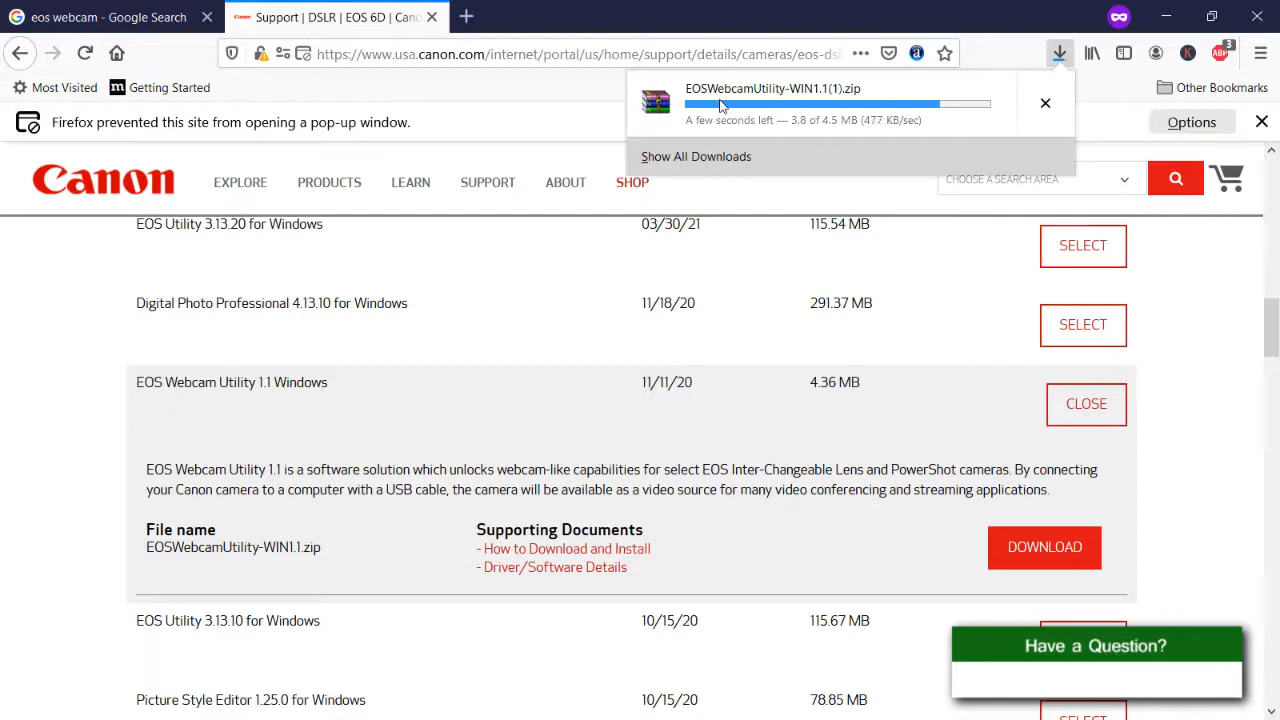 eos webcam - Google Search
Support | DSLR | EOS 6D | Cano
https://www.usa.canon.com/internet/portal/us/home/support/details/cameras/eos-dsl
Most Visited
Getting Started
Other Bookmarks
EOSWebcamUtility-WIN1.1(1).zip
A few seconds left — 3.8 of 4.5 MB (477 KB/sec)
Show All Downloads
Firefox prevented this site from opening a pop-up window.
Options
Canon
EXPLORE
PRODUCTS
LEARN
SUPPORT
ABOUT
SHOP
CHOOSE A SEARCH AREA
EOS Utility 3.13.20 for Windows 03/30/21 115.54 MB
SELECT
Digital Photo Professional 4.13.10 for Windows 11/18/20 291.37 MB
SELECT
EOS Webcam Utility 1.1 Windows 11/11/20 4.36 MB
CLOSE
EOS Webcam Utility 1.1 is a software solution which unlocks webcam-like capabilities for select EOS Inter-Changeable Lens and PowerShot cameras. By connecting
your Canon camera to a computer with a USB cable, the camera will be available as a video source for many video conferencing and streaming applications.
File name
EOSWebcamUtility-WIN1.1.zip
Supporting Documents
- How to Download and Install
- Driver/Software Details
DOWNLOAD
EOS Utility 3.13.10 for Windows 10/15/20 115.67 MB
Have a Question?
Picture Style Editor 1.25.0 for Windows 10/15/20 78.85 MB
SELECT